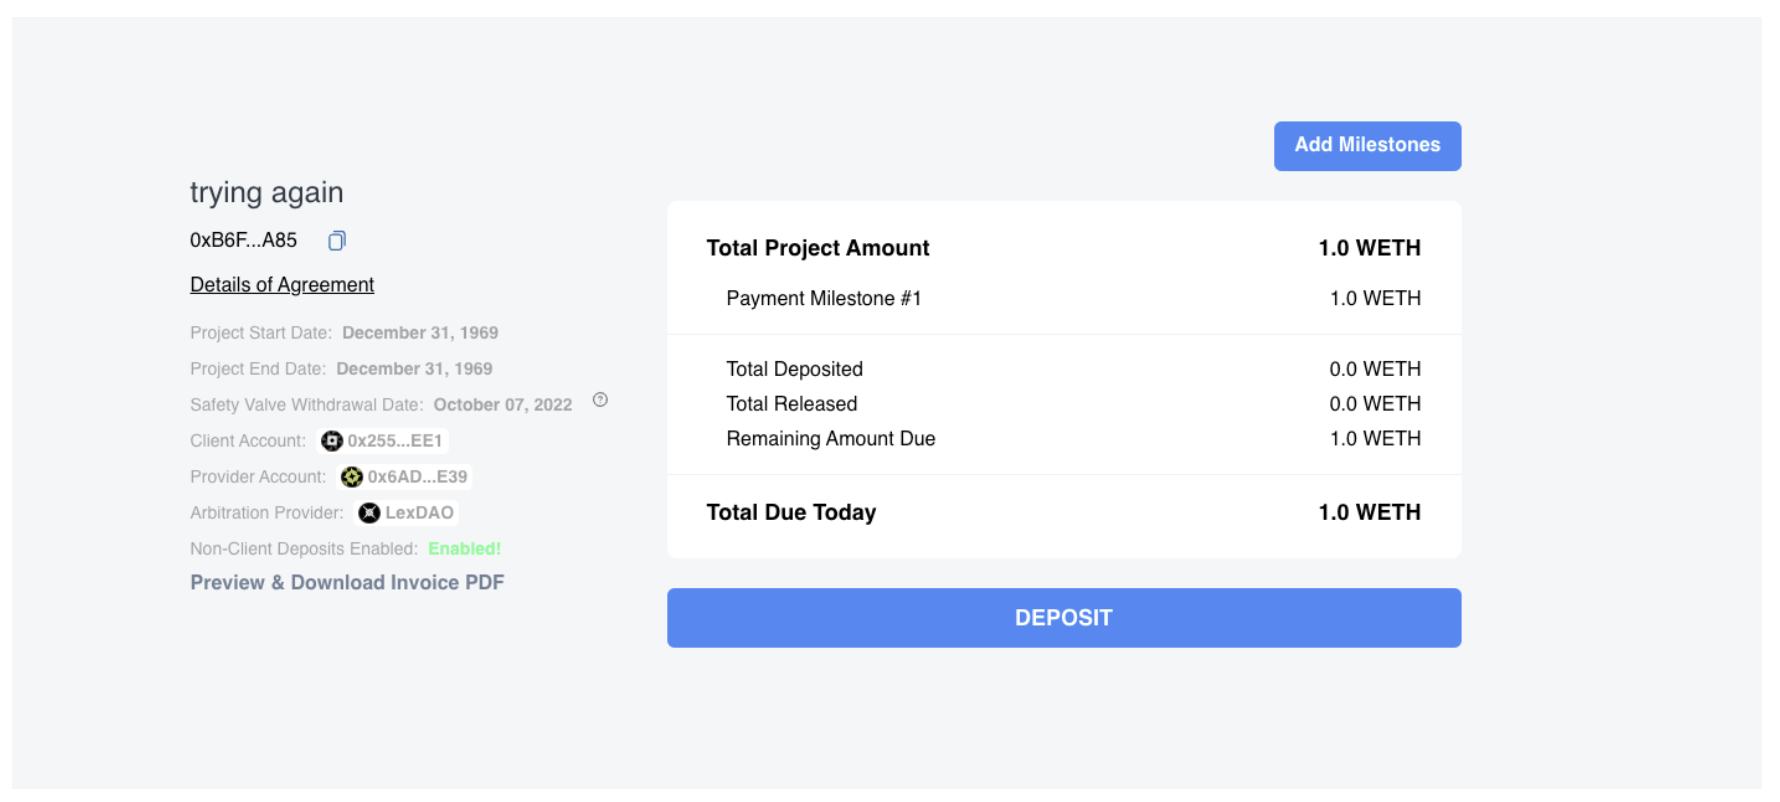 Add Milestones
trying again
0xB6F...A85
Details of Agreement
Project Start Date: December 31, 1969
Project End Date: December 31, 1969
Safety Valve Withdrawal Date: October 07, 2022 ?
Client Account: 0x255...EE1
Provider Account: 0x6AD...E39
Arbitration Provider: LexDAO
Non-Client Deposits Enabled: Enabled!
Preview & Download Invoice PDF
Total Project Amount 1.0 WETH
Payment Milestone #1 1.0 WETH
Total Deposited 0.0 WETH
Total Released 0.0 WETH
Remaining Amount Due 1.0 WETH
Total Due Today 1.0 WETH
DEPOSIT